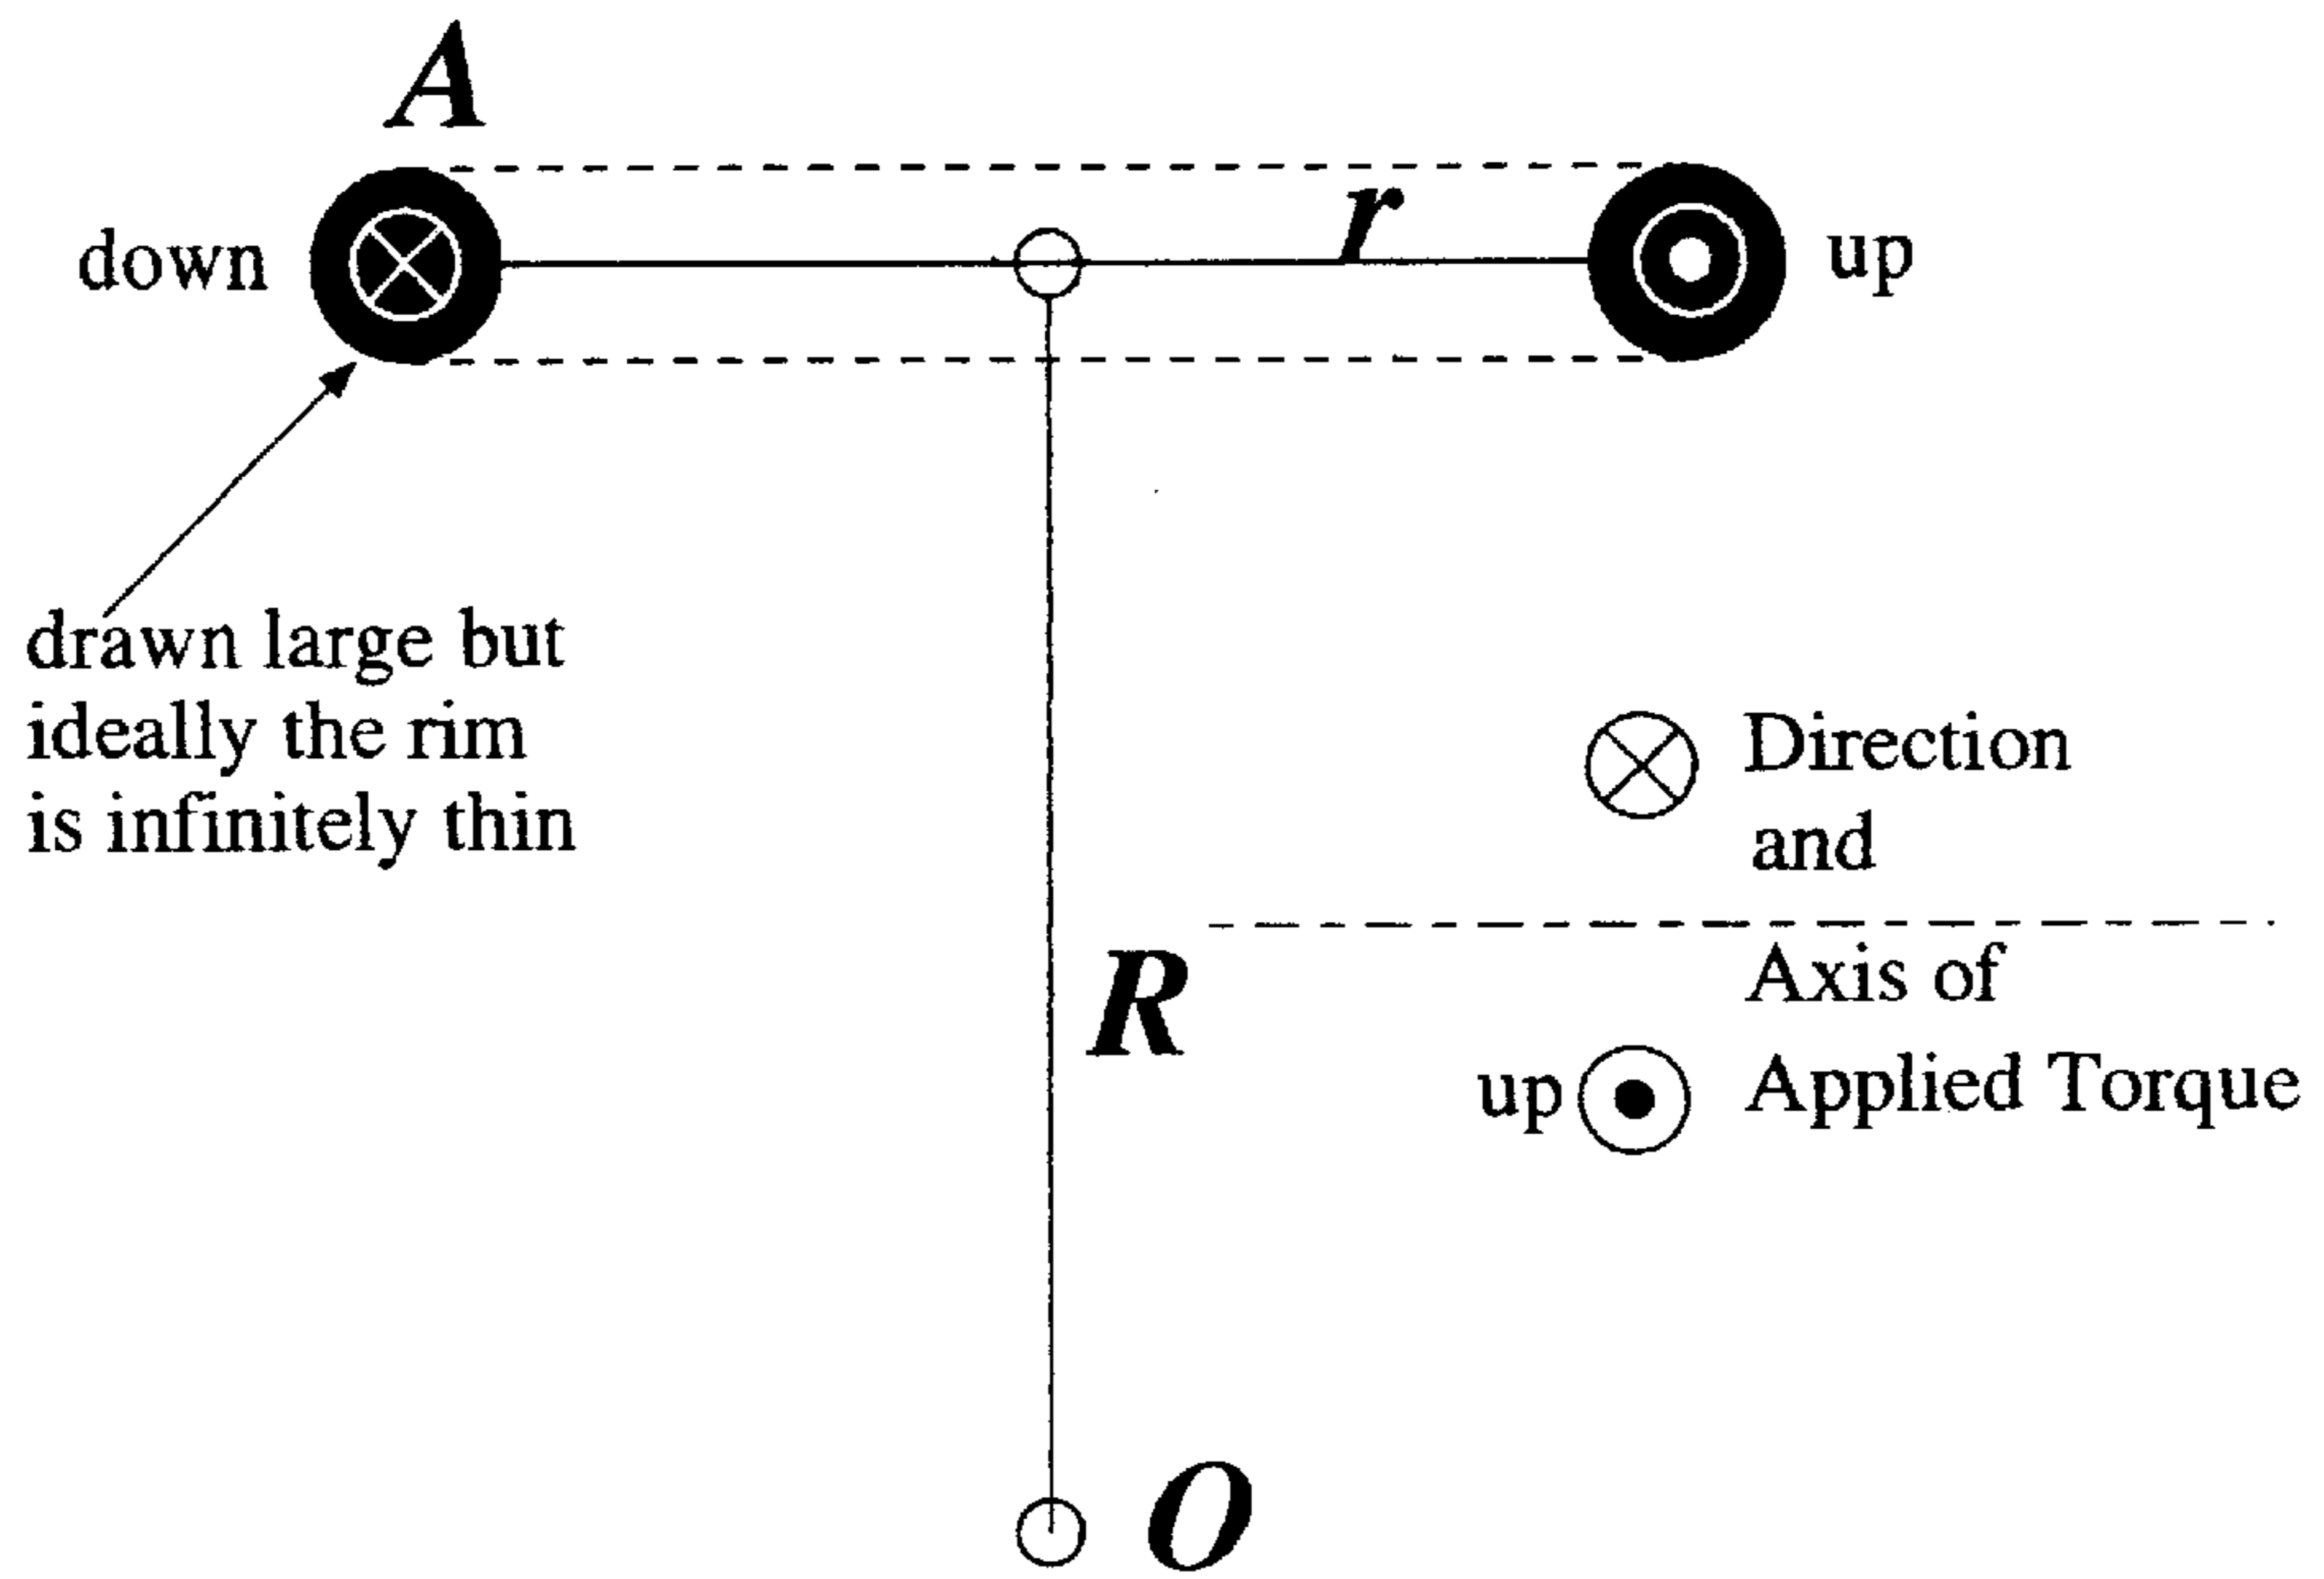 A
r
down
up
drawn large but
ideally the rim
is infinitely thin
Direction
and
R
Axis of
up
Applied Torque
O